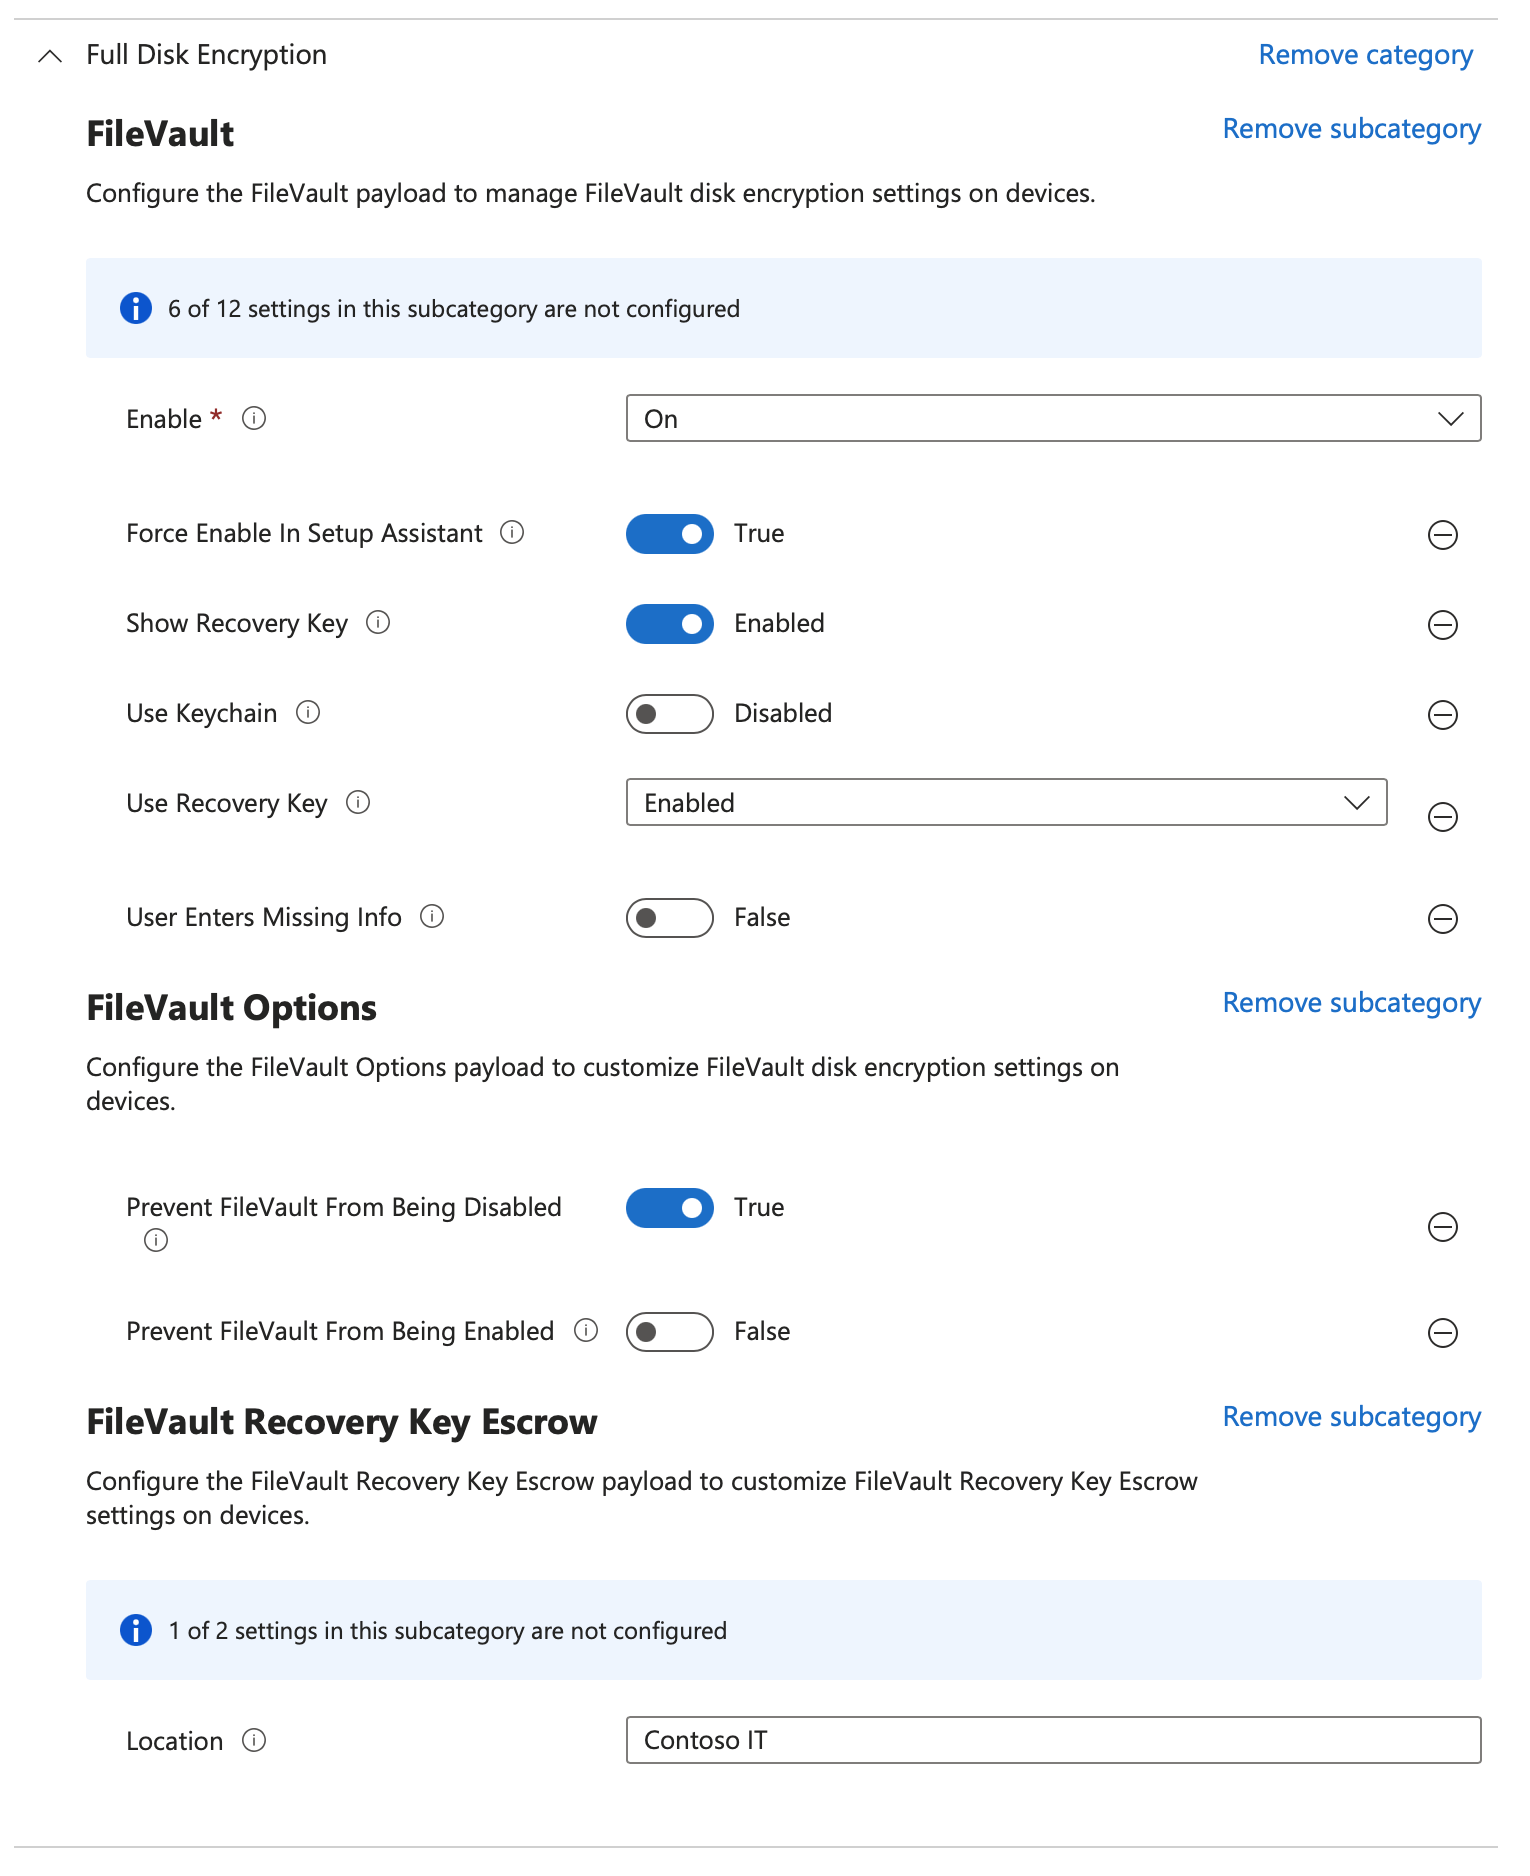 Full Disk Encryption
Remove category
FileVault
Remove subcategory
Configure the FileVault payload to manage FileVault disk encryption settings on devices.
6 of 12 settings in this subcategory are not configured
Enable *
On
Force Enable In Setup Assistant
True
Show Recovery Key
Enabled
Use Keychain
Disabled
Use Recovery Key
Enabled
User Enters Missing Info
False
FileVault Options
Remove subcategory
Configure the FileVault Options payload to customize FileVault disk encryption settings on
devices.
Prevent FileVault From Being Disabled
True
Prevent FileVault From Being Enabled
False
FileVault Recovery Key Escrow
Remove subcategory
Configure the FileVault Recovery Key Escrow payload to customize FileVault Recovery Key Escrow
settings on devices.
1 of 2 settings in this subcategory are not configured
Location
Contoso IT